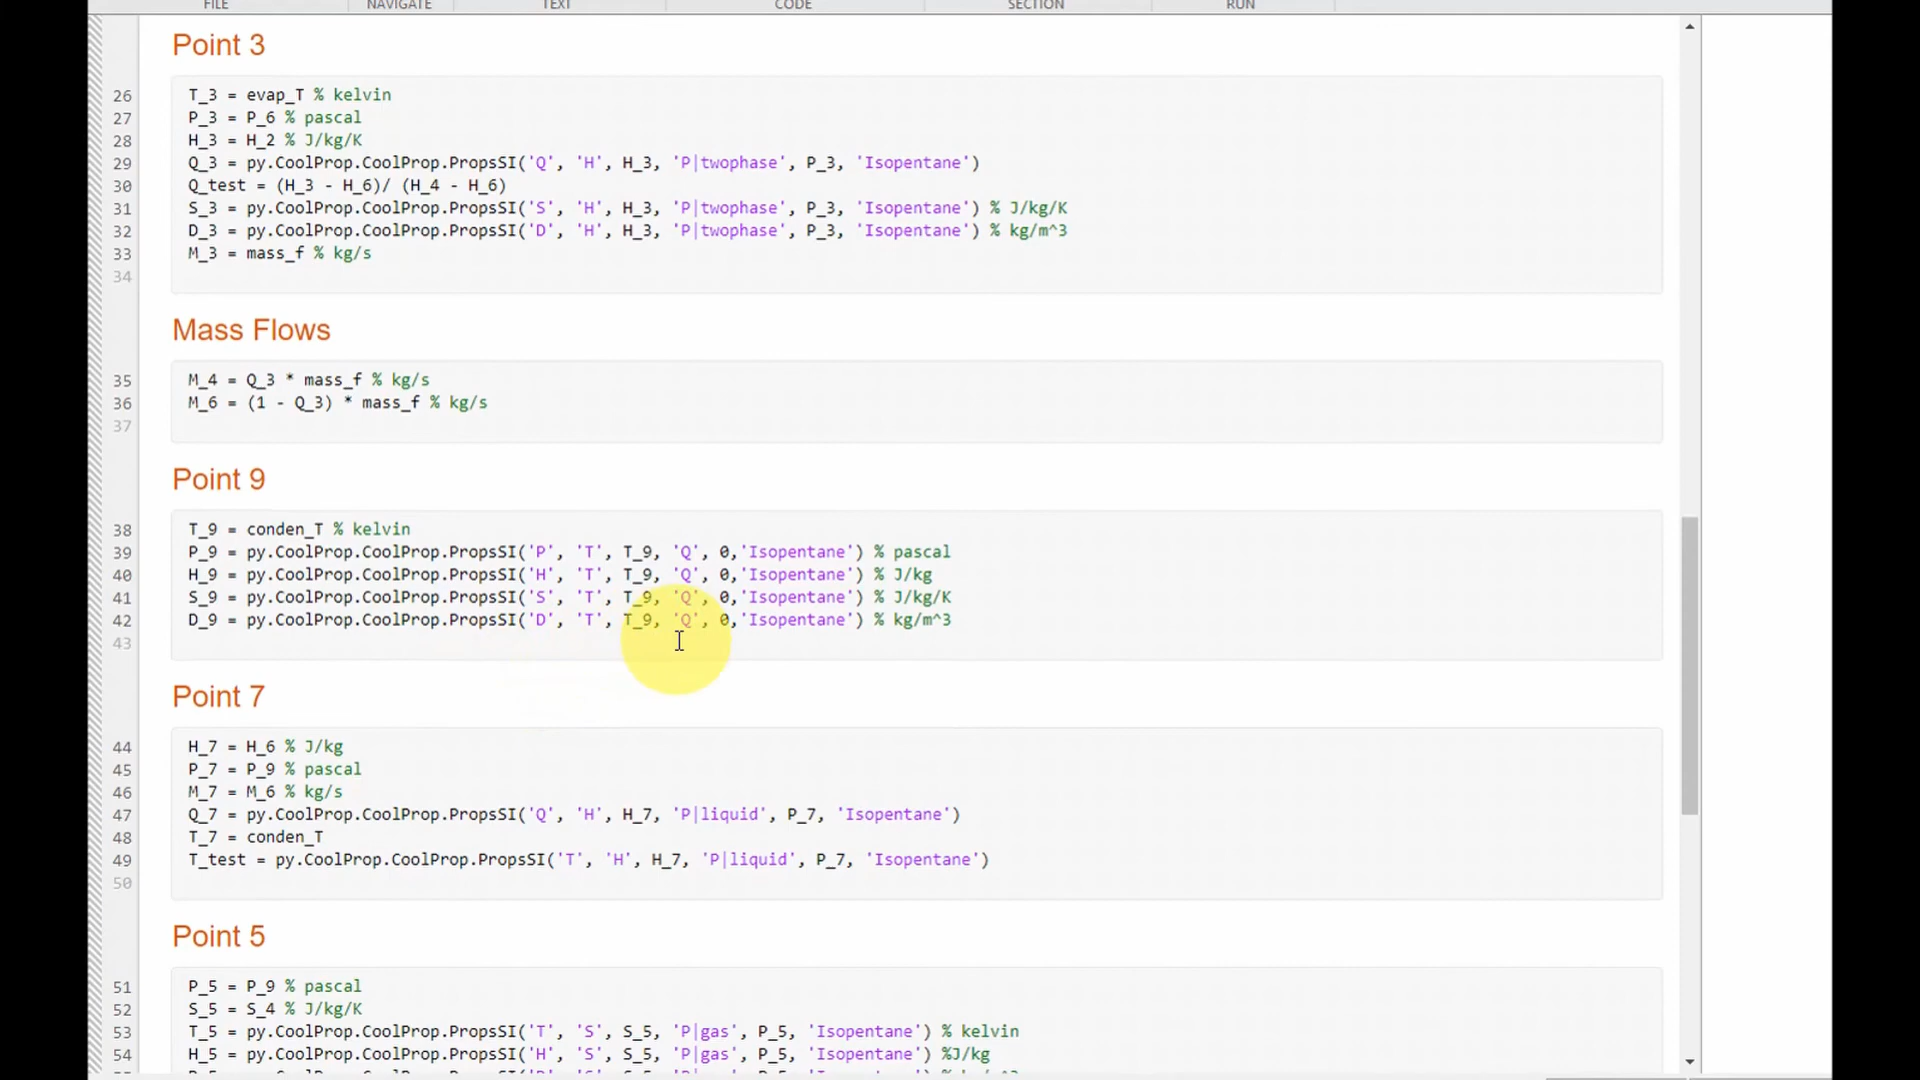 FILE NAVIGATE TEXT CODE SECTION RUN
Point 3
26 T_3 = evap_T % kelvin
27 P_3 = P_6 % pascal
28 H_3 = H_2 % J/kg/K
29 Q_3 = py.CoolProp.CoolProp.PropsSI('Q', 'H', H_3, 'P|twophase', P_3, 'Isopentane')
30 Q_test = (H_3 - H_6)/ (H_4 - H_6)
31 S_3 = py.CoolProp.CoolProp.PropsSI('S', 'H', H_3, 'P|twophase', P_3, 'Isopentane') % J/kg/K
32 D_3 = py.CoolProp.CoolProp.PropsSI('D', 'H', H_3, 'P|twophase', P_3, 'Isopentane') % kg/m^3
33 M_3 = mass_f % kg/s
34
Mass Flows
35 M_4 = Q_3 * mass_f % kg/s
36 M_6 = (1 - Q_3) * mass_f % kg/s
37
Point 9
38 T_9 = conden_T % kelvin
39 P_9 = py.CoolProp.CoolProp.PropsSI('P', 'T', T_9, 'Q', 0,'Isopentane') % pascal
40 H_9 = py.CoolProp.CoolProp.PropsSI('H', 'T', T_9, 'Q', 0,'Isopentane') % J/kg
41 S_9 = py.CoolProp.CoolProp.PropsSI('S', 'T', T_9, 'Q', 0,'Isopentane') % J/kg/K
42 D_9 = py.CoolProp.CoolProp.PropsSI('D', 'T', T_9, 'Q', 0,'Isopentane') % kg/m^3
43
Point 7
44 H_7 = H_6 % J/kg
45 P_7 = P_9 % pascal
46 M_7 = M_6 % kg/s
47 Q_7 = py.CoolProp.CoolProp.PropsSI('Q', 'H', H_7, 'P|liquid', P_7, 'Isopentane')
48 T_7 = conden_T
49 T_test = py.CoolProp.CoolProp.PropsSI('T', 'H', H_7, 'P|liquid', P_7, 'Isopentane')
50
Point 5
51 P_5 = P_9 % pascal
52 S_5 = S_4 % J/kg/K
53 T_5 = py.CoolProp.CoolProp.PropsSI('T', 'S', S_5, 'P|gas', P_5, 'Isopentane') % kelvin
54 H_5 = py.CoolProp.CoolProp.PropsSI('H', 'S', S_5, 'P|gas', P_5, 'Isopentane') %J/kg